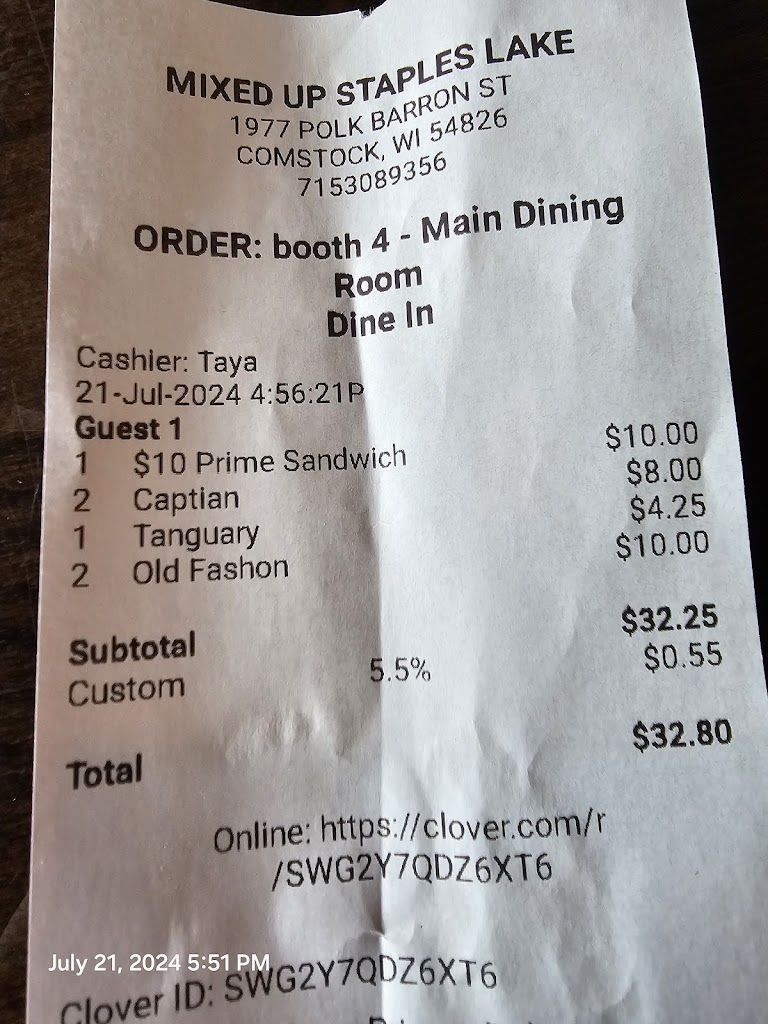 MIXED UP STAPLES LAKE
1977 POLK BARRON ST
COMSTOCK, WI 54826
7153089356
ORDER: booth 4 - Main Dining
Room
Dine In
Cashier: Taya
21-Jul-2024 4:56:21P
Guest 1
1 $10 Prime Sandwich $10.00
2 Captian $8.00
1 Tanguary $4.25
2 Old Fashon $10.00
Subtotal $32.25
Custom 5.5% $0.55
Total $32.80
Online: https://clover.com/r
/SWG2Y7QDZ6XT6
July 21, 2024 5:51 PM
Clover ID: SWG2Y7QDZ6XT6